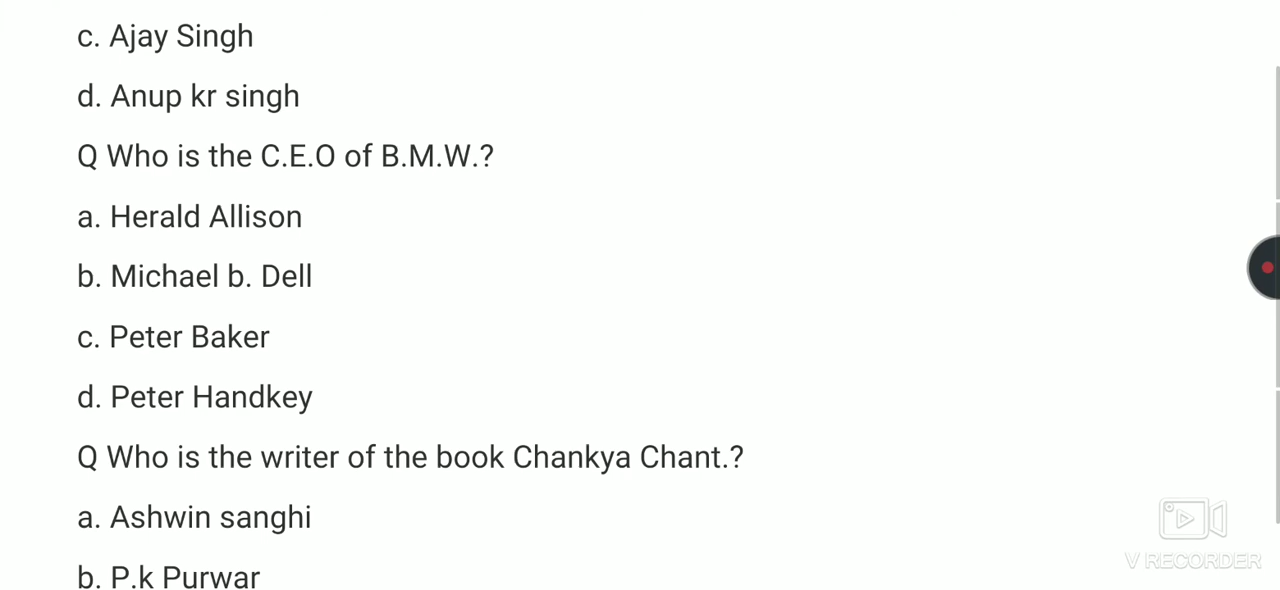 c. Ajay Singh
d. Anup kr singh
Q Who is the C.E.O of B.M.W.?
a. Herald Allison
b. Michael b. Dell
c. Peter Baker
d. Peter Handkey
Q Who is the writer of the book Chankya Chant.?
a. Ashwin sanghi
b. P.k Purwar
V RECORDER